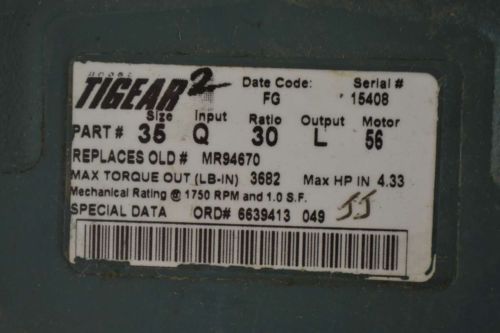 TIGEAR 2 Date Code: Serial #
FG 15408
Size Input Ratio Output Motor
PART # 35 Q 30 L 56
REPLACES OLD # MR94670
MAX TORQUE OUT (LB-IN) 3682 Max HP IN 4.33
Mechanical Rating @ 1750 RPM and 1.0 S.F.
SPECIAL DATA ORD# 6639413 049 JJ